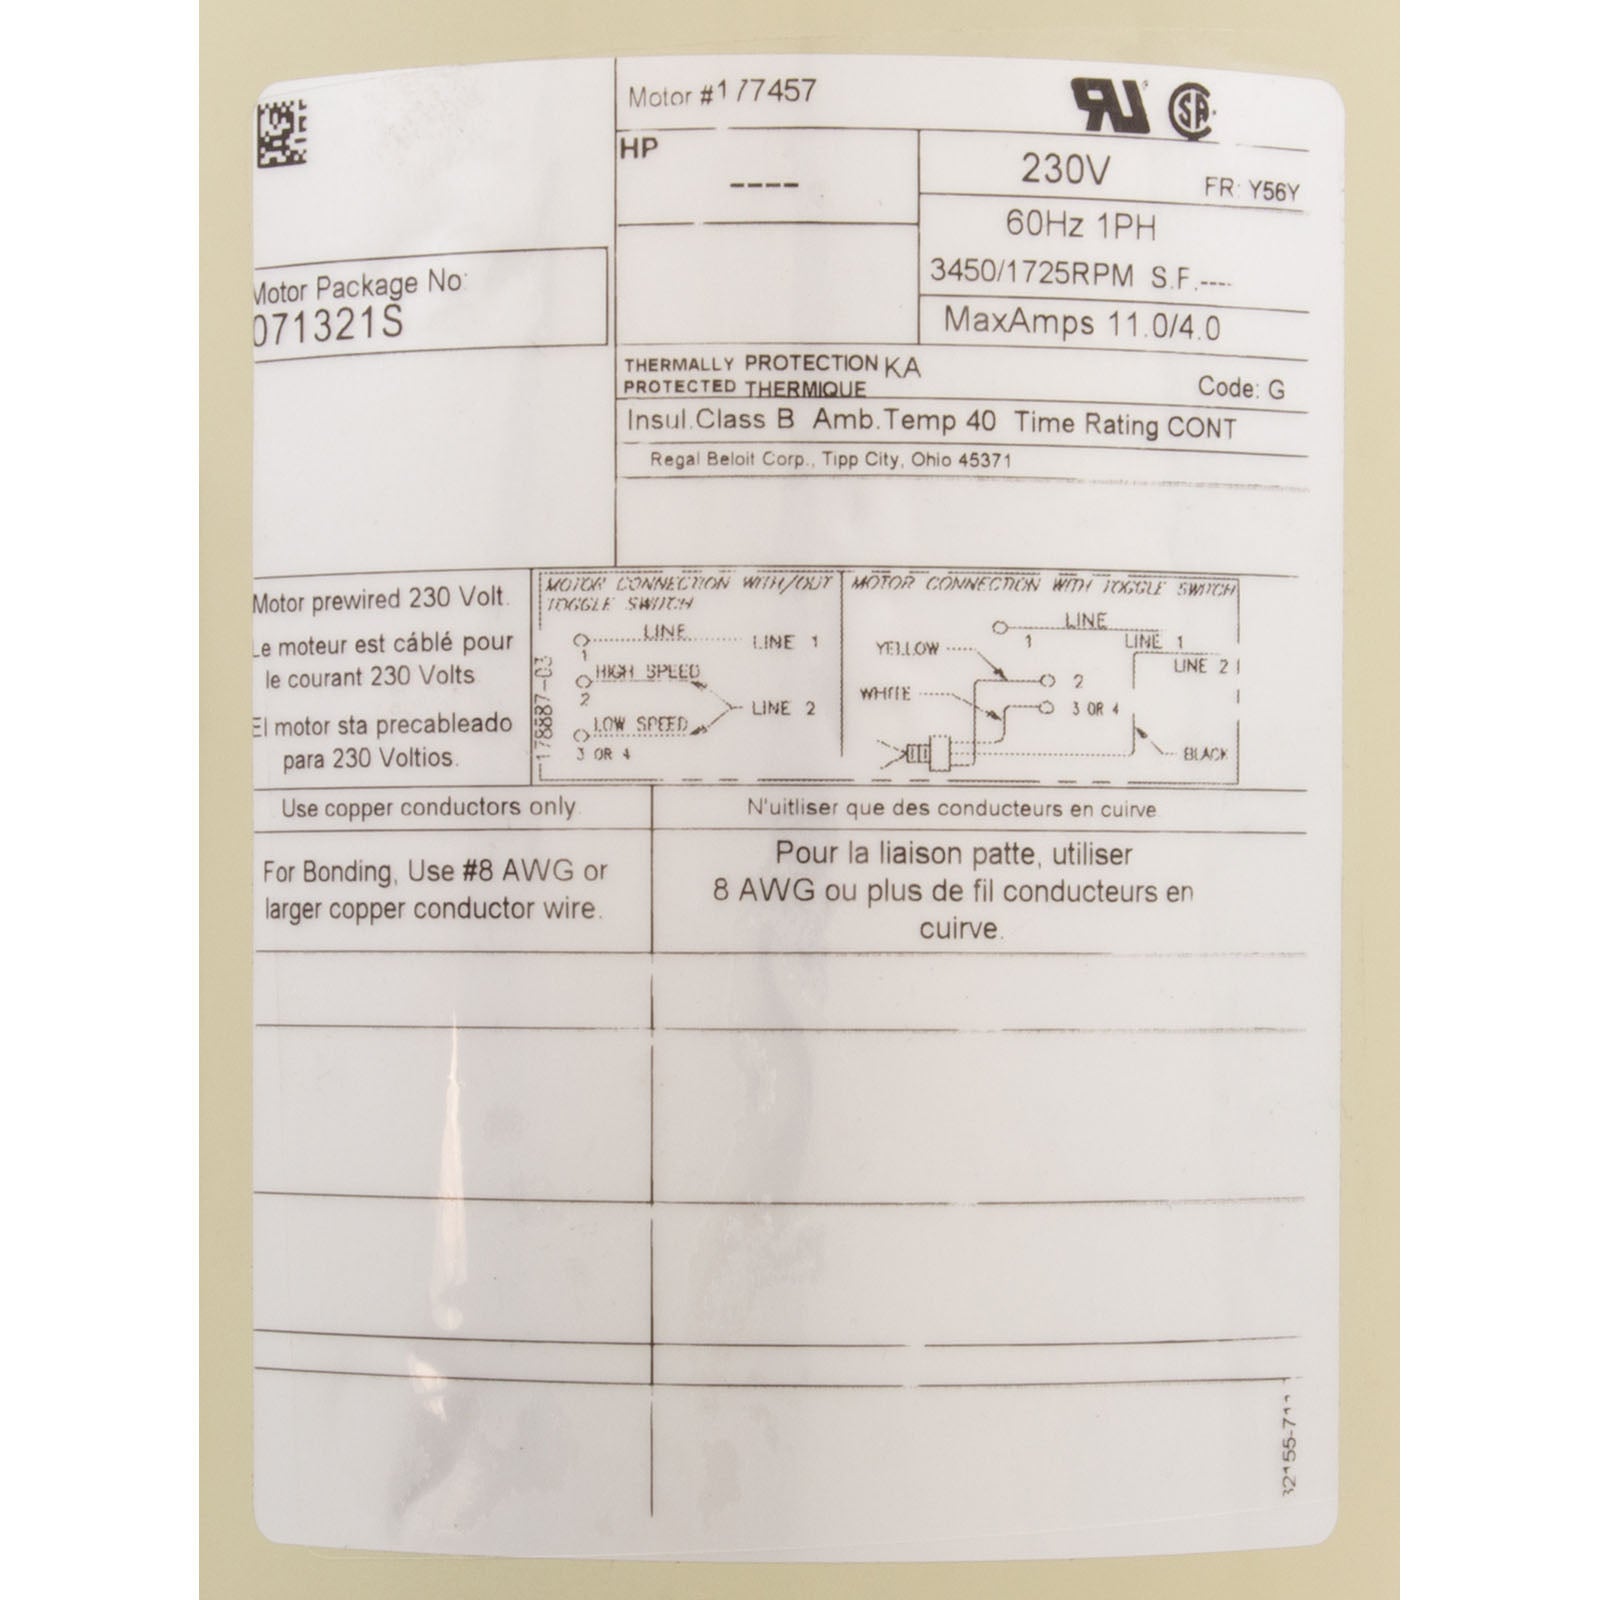 Motor #177457
HP
----
230V
FR: Y56Y
60Hz 1PH
3450/1725RPM S.F.----
MaxAmps 11.0/4.0
Motor Package No:
071321S
THERMALLY PROTECTION KA
PROTECTED THERMIQUE
Code: G
Insul.Class B Amb.Temp 40 Time Rating CONT
Regal Beloit Corp., Tipp City, Ohio 45371
Motor prewired 230 Volt.
Le moteur est cáblé pour
le courant 230 Volts
El motor sta precableado
para 230 Voltios.
178887-03
MOTOR CONNECTION WITH/OUT
TOGGLE SWITCH
LINE
LINE 1
1
HIGH SPEED
2
LINE 2
LOW SPEED
3 OR 4
MOTOR CONNECTION WITH TOGGLE SWITCH
LINE
1
LINE 1
YELLOW
LINE 2
2
WHITE
3 OR 4
BLACK
Use copper conductors only.
N'uitliser que des conducteurs en cuirve
For Bonding, Use #8 AWG or
larger copper conductor wire.
Pour la liaison patte, utiliser
8 AWG ou plus de fil conducteurs en
cuirve.